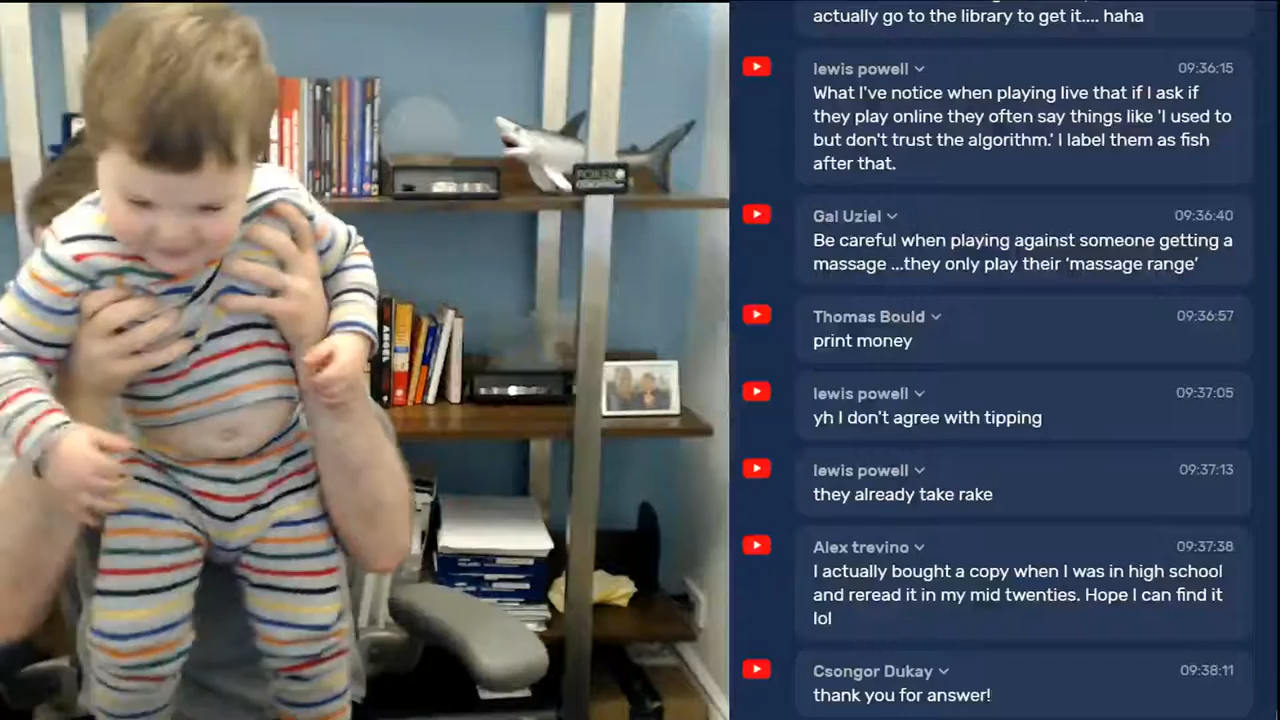 actually go to the library to get it.... haha
lewis powell
09:36:15
What I've notice when playing live that if I ask if
they play online they often say things like 'I used to
but don't trust the algorithm.' I label them as fish
after that.
Gal Uziel
09:36:40
Be careful when playing against someone getting a
massage ...they only play their ‘massage range’
Thomas Bould
09:36:57
print money
lewis powell
09:37:05
yh I don't agree with tipping
lewis powell
09:37:13
they already take rake
Alex trevino
09:37:38
I actually bought a copy when I was in high school
and reread it in my mid twenties. Hope I can find it
lol
Csongor Dukay
09:38:11
thank you for answer!